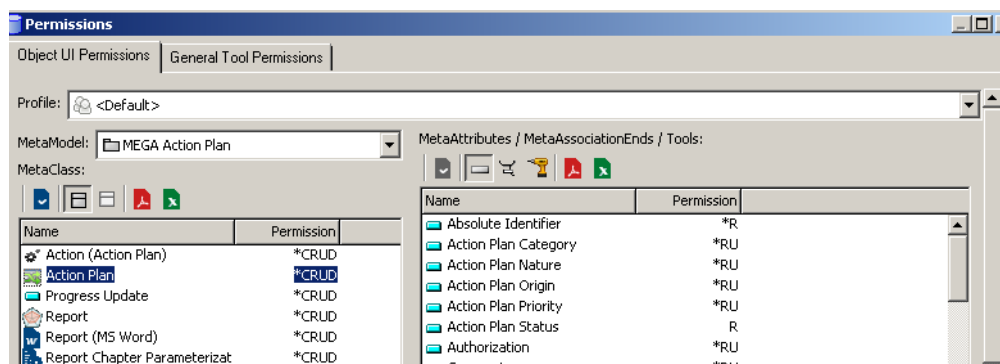 Permissions
Object UI Permissions General Tool Permissions
Profile: <Default>
MetaModel: MEGA Action Plan
MetaClass:
Name Permission
Action (Action Plan) *CRUD
Action Plan *CRUD
Progress Update *CRUD
Report *CRUD
Report (MS Word) *CRUD
Report Chapter Parameterizat *CRUD
MetaAttributes / MetaAssociationEnds / Tools:
Name Permission
Absolute Identifier *R
Action Plan Category *RU
Action Plan Nature *RU
Action Plan Origin *RU
Action Plan Priority *RU
Action Plan Status R
Authorization *RU